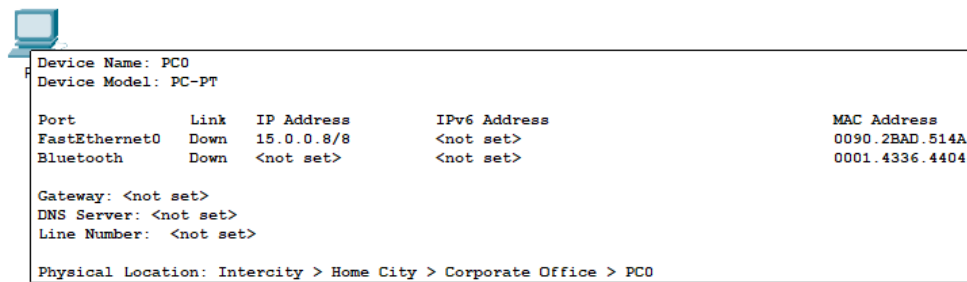 Device Name: PC0
Device Model: PC-PT
Port Link IP Address IPv6 Address MAC Address
FastEthernet0 Down 15.0.0.8/8 <not set> 0090.2BAD.514A
Bluetooth Down <not set> <not set> 0001.4336.4404
Gateway: <not set>
DNS Server: <not set>
Line Number: <not set>
Physical Location: Intercity > Home City > Corporate Office > PC0